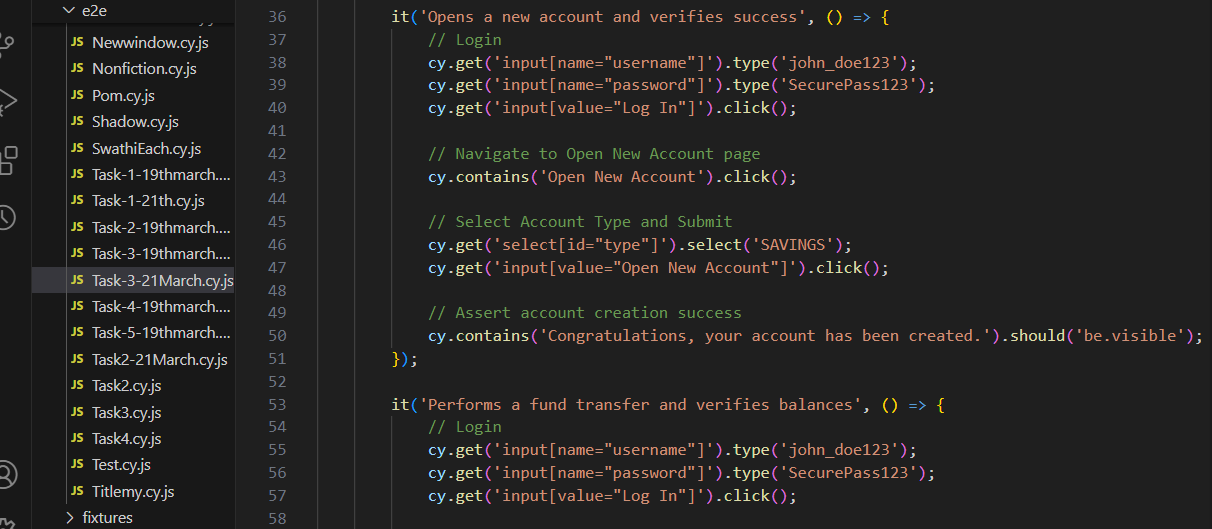 e2e
Newwindow.cy.js
Nonfiction.cy.js
Pom.cy.js
Shadow.cy.js
SwathiEach.cy.js
Task-1-19thmarch....
Task-1-21th.cy.js
Task-2-19thmarch....
Task-3-19thmarch....
Task-3-21March.cy.js
Task-4-19thmarch....
Task-5-19thmarch....
Task2-21March.cy.js
Task2.cy.js
Task3.cy.js
Task4.cy.js
Test.cy.js
Titlemy.cy.js
fixtures
36 it('Opens a new account and verifies success', () => {
37 // Login
38 cy.get('input[name="username"]').type('john_doe123');
39 cy.get('input[name="password"]').type('SecurePass123');
40 cy.get('input[value="Log In"]').click();
41
42 // Navigate to Open New Account page
43 cy.contains('Open New Account').click();
44
45 // Select Account Type and Submit
46 cy.get('select[id="type"]').select('SAVINGS');
47 cy.get('input[value="Open New Account"]').click();
48
49 // Assert account creation success
50 cy.contains('Congratulations, your account has been created.').should('be.visible');
51 });
52
53 it('Performs a fund transfer and verifies balances', () => {
54 // Login
55 cy.get('input[name="username"]').type('john_doe123');
56 cy.get('input[name="password"]').type('SecurePass123');
57 cy.get('input[value="Log In"]').click();
58